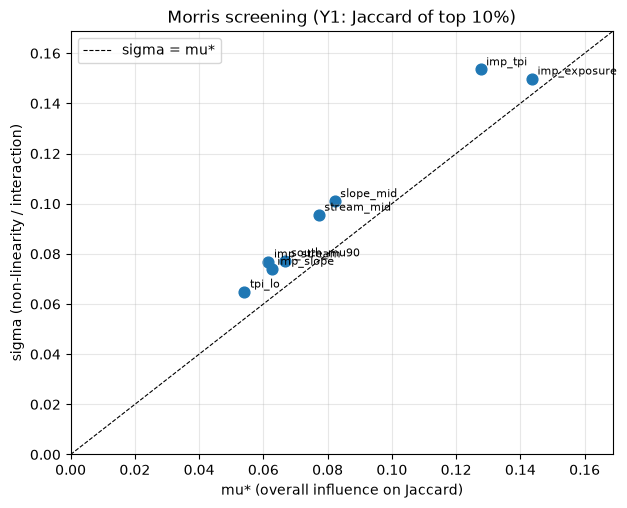 Morris screening (Y1: Jaccard of top 10%)
sigma = mu*
sigma (non-linearity / interaction)
0.16
0.14
0.12
0.10
0.08
0.06
0.04
0.02
0.00
imp_tpi
imp_exposure
slope_mid
stream_mid
imp_stream
south_mu90
imp_slope
tpi_lo
0.00 0.02 0.04 0.06 0.08 0.10 0.12 0.14 0.16
mu* (overall influence on Jaccard)